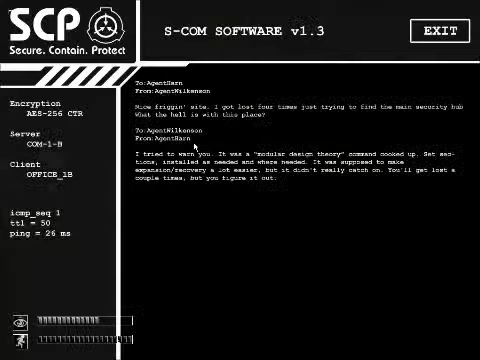 SCP
Secure. Contain. Protect
S-COM SOFTWARE v1.3
EXIT
Encryption
AES-256 CTR
Server
COM-1-B
Client
OFFICE_1B
icmp_seq 1
ttl = 50
ping = 26 ms
To:AgentHarn
From:AgentWilkenson
Nice friggin' site. I got lost four times just trying to find the main security hub
What the hell is with this place?
To:AgentWilkenson
From:AgentHarn
I tried to warn you. It was a "modular design theory" command cooked up. Set sec-
tions, installed as needed and where needed. It was supposed to make
expansion/recovery a lot easier, but it didn't really catch on. You'll get lost a
couple times, but you figure it out.